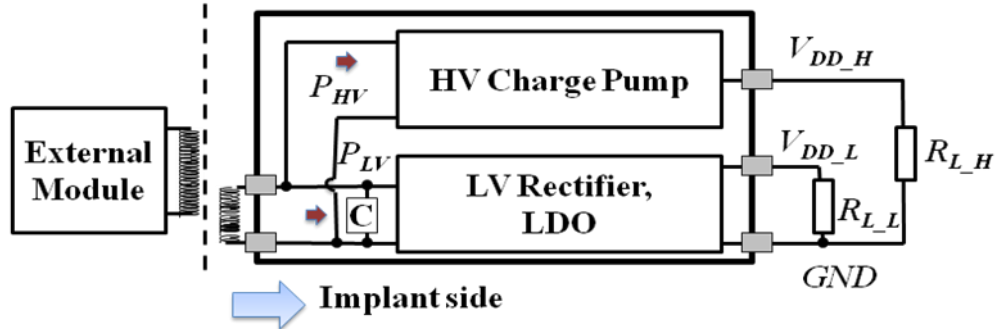 External
Module
P_HV
HV Charge Pump
P_LV
C
LV Rectifier,
LDO
V_DD_H
V_DD_L
R_L_H
R_L_L
GND
Implant side